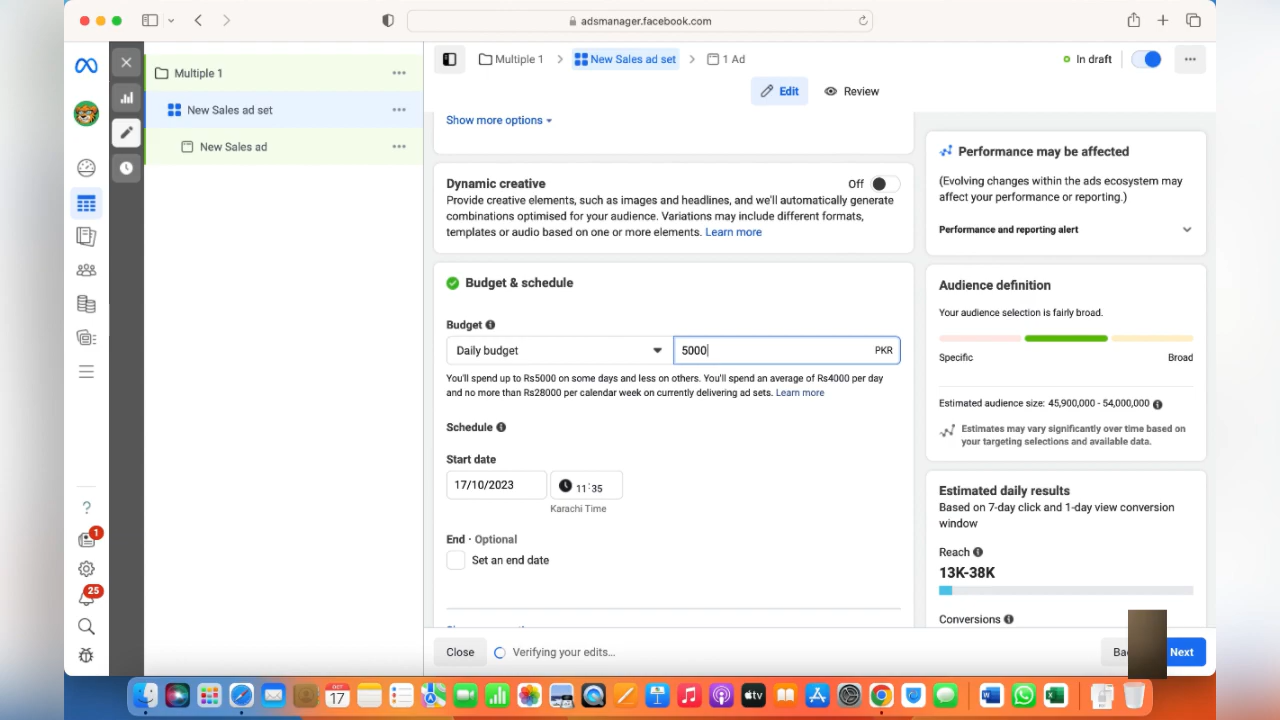 adsmanager.facebook.com
Multiple 1
New Sales ad set
New Sales ad
Multiple 1 > New Sales ad set > 1 Ad
In draft
Edit
Review
Show more options
Dynamic creative
Off
Provide creative elements, such as images and headlines, and we'll automatically generate
combinations optimised for your audience. Variations may include different formats,
templates or audio based on one or more elements. Learn more
Budget & schedule
Budget
Daily budget
5000
PKR
You'll spend up to Rs5000 on some days and less on others. You'll spend an average of Rs4000 per day
and no more than Rs28000 per calendar week on currently delivering ad sets. Learn more
Schedule
Start date
17/10/2023
11:35
Karachi Time
End · Optional
Set an end date
Close
Verifying your edits...
Next
Performance may be affected
(Evolving changes within the ads ecosystem may
affect your performance or reporting.)
Performance and reporting alert
Audience definition
Your audience selection is fairly broad.
Specific
Broad
Estimated audience size: 45,900,000 - 54,000,000
Estimates may vary significantly over time based on
your targeting selections and available data.
Estimated daily results
Based on 7-day click and 1-day view conversion
window
Reach
13K-38K
Conversions
1
25
OCT
17
tv
W
X